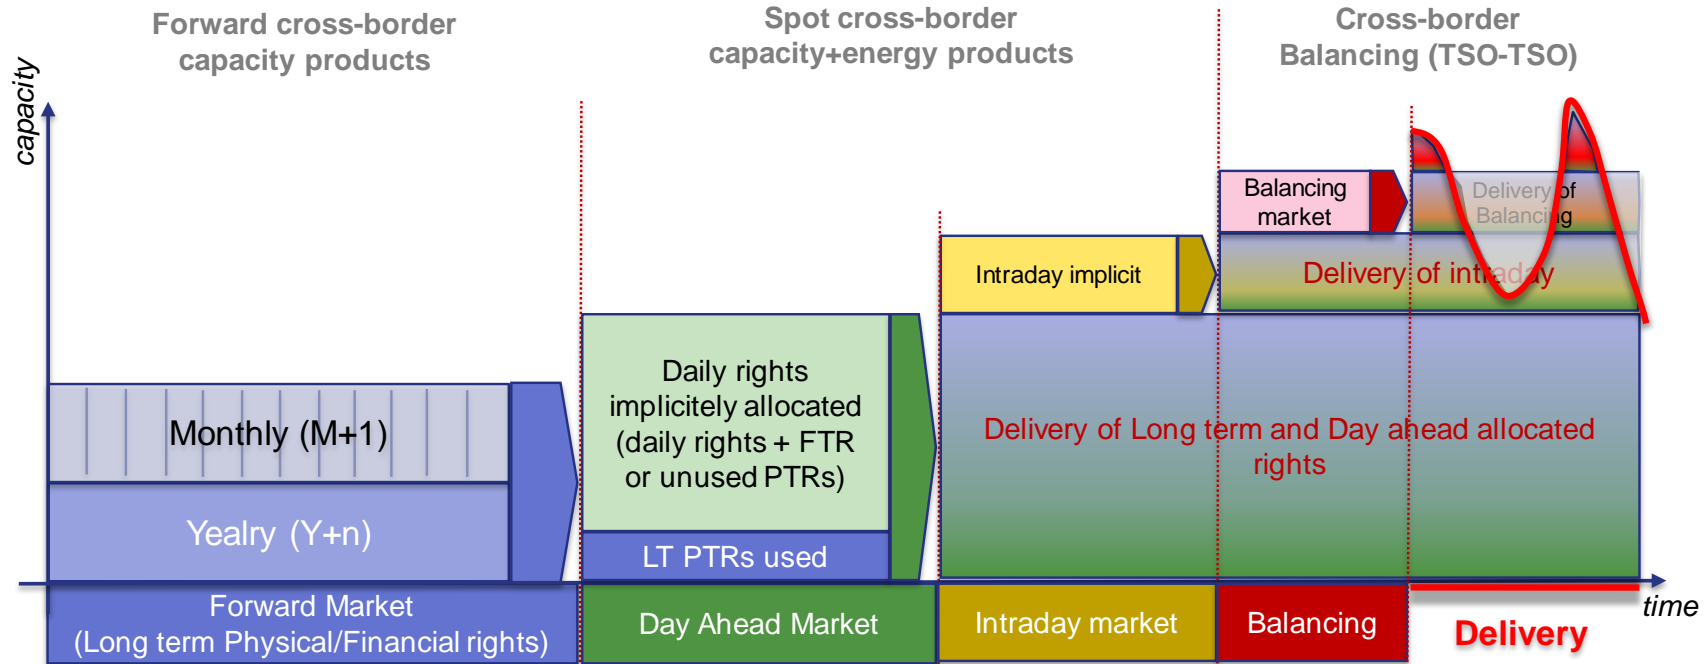 Forward cross-border
capacity products
Spot cross-border
capacity+energy products
Cross-border
Balancing (TSO-TSO)
capacity
Balancing
market
Delivery of
Balancing
Intraday implicit
Delivery of intraday
Daily rights
implicitely allocated
(daily rights + FTR
or unused PTRs)
Monthly (M+1)
Delivery of Long term and Day ahead allocated
rights
Yealry (Y+n)
LT PTRs used
Forward Market
(Long term Physical/Financial rights)
Day Ahead Market
Intraday market
Balancing
Delivery
time